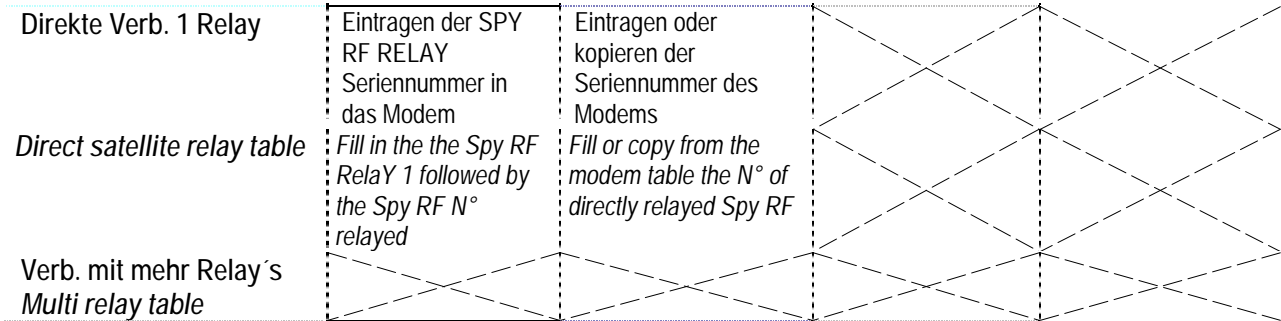 Direkte Verb. 1 Relay
Eintragen der SPY
RF RELAY
Seriennummer in
das Modem
Eintragen oder
kopieren der
Seriennummer des
Modems
Direct satellite relay table
Fill in the the Spy RF
RelaY 1 followed by
the Spy RF N°
relayed
Fill or copy from the
modem table the N° of
directly relayed Spy RF
Verb. mit mehr Relay´s
Multi relay table